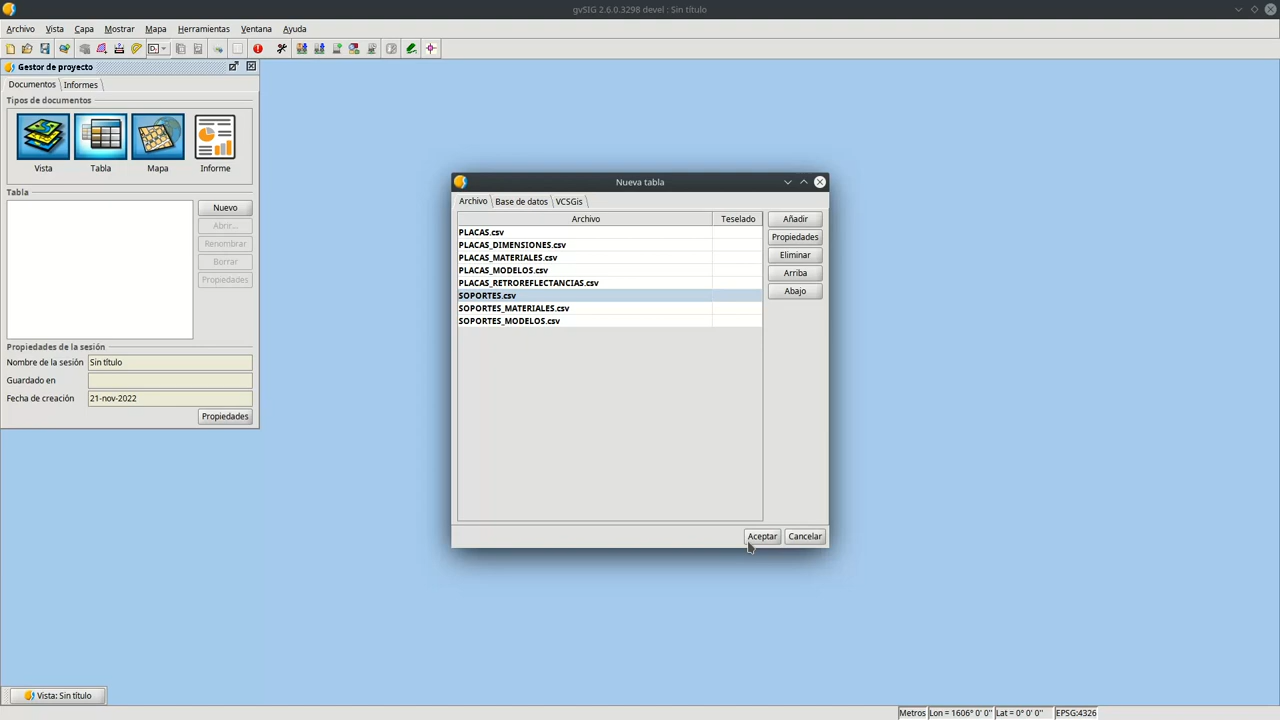 gvSIG 2.6.0.3298 devel : Sin título
Archivo Vista Capa Mostrar Mapa Herramientas Ventana Ayuda
Gestor de proyecto
Documentos Informes
Tipos de documentos
Vista Tabla Mapa Informe
Tabla
Nuevo
Abrir...
Renombrar
Borrar
Propiedades
Propiedades de la sesión
Nombre de la sesión Sin título
Guardado en
Fecha de creación 21-nov-2022
Propiedades
Nueva tabla
Archivo Base de datos VCSGis
Archivo Teselado
PLACAS.csv
PLACAS_DIMENSIONES.csv
PLACAS_MATERIALES.csv
PLACAS_MODELOS.csv
PLACAS_RETROREFLECTANCIAS.csv
SOPORTES.csv
SOPORTES_MATERIALES.csv
SOPORTES_MODELOS.csv
Añadir
Propiedades
Eliminar
Arriba
Abajo
Aceptar Cancelar
Vista: Sin título
Metros Lon = 1606° 0' 0'' Lat = 0° 0' 0'' EPSG:4326